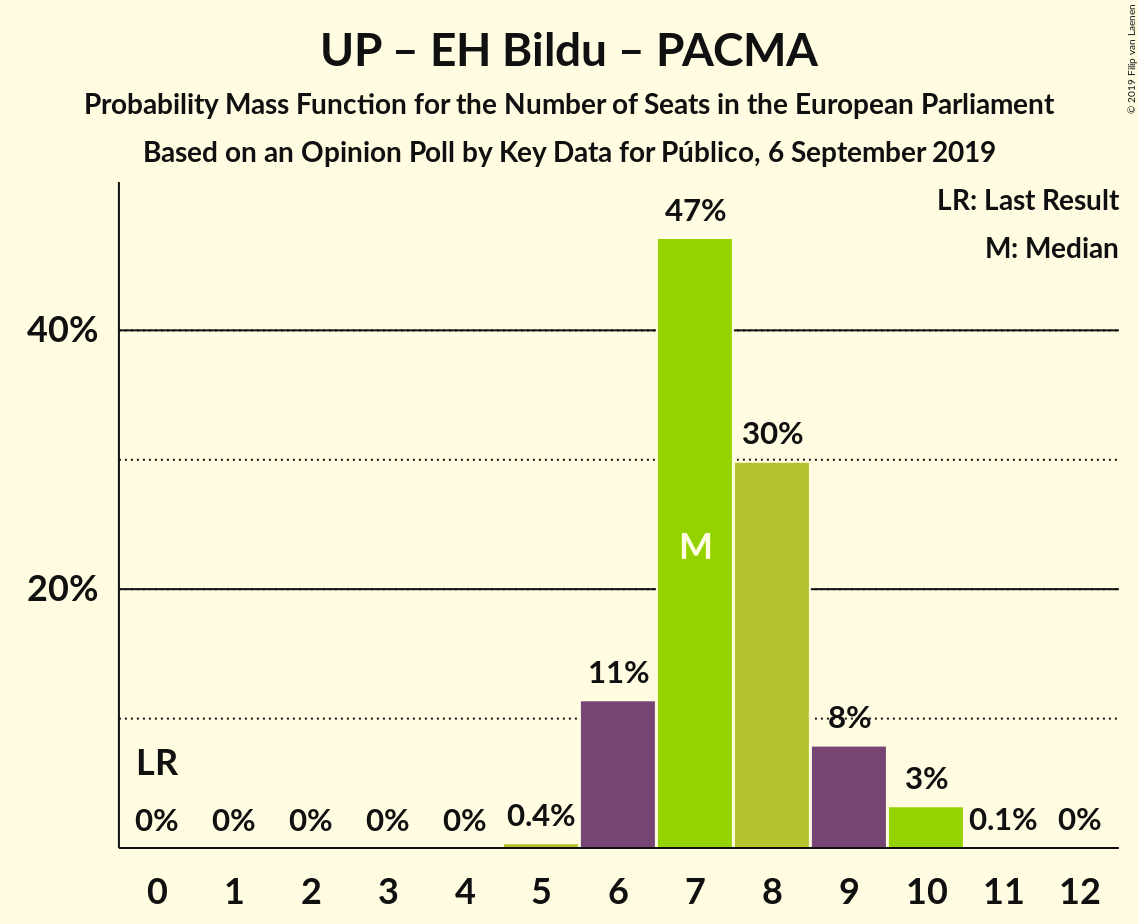 UP – EH Bildu – PACMA
Probability Mass Function for the Number of Seats in the European Parliament
Based on an Opinion Poll by Key Data for Público, 6 September 2019
© 2019 Filip van Laenen
LR: Last Result
M: Median
47%
40%
30%
M
20%
11%
8%
LR
3%
0% 0% 0% 0% 0% 0.4% 0.1% 0%
0 1 2 3 4 5 6 7 8 9 10 11 12